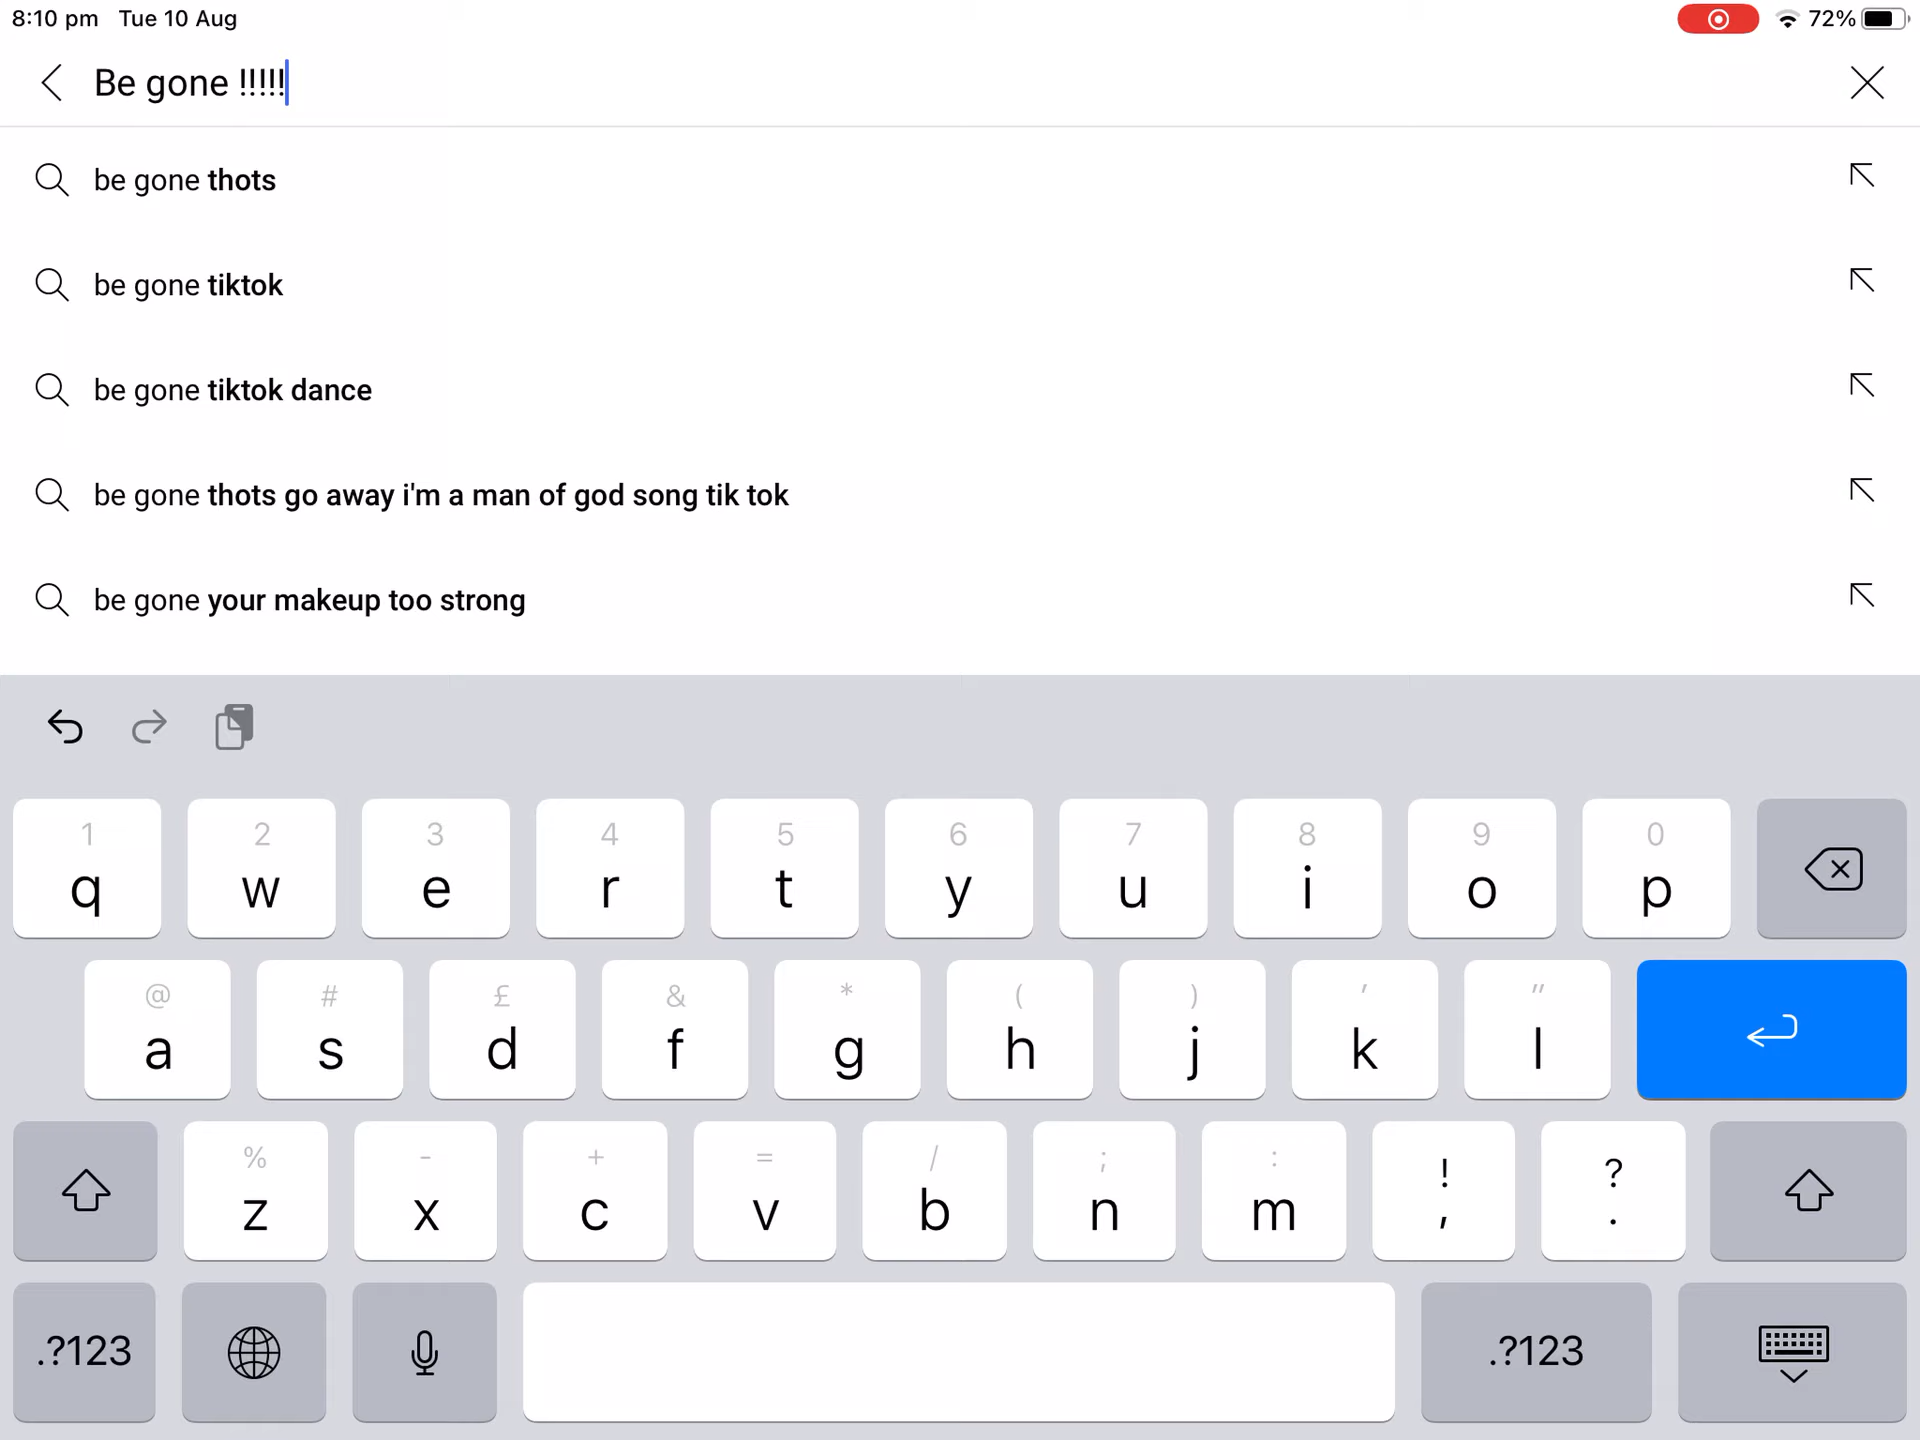 8:10 pm Tue 10 Aug 72%
Be gone !!!!!
be gone thots
be gone tiktok
be gone tiktok dance
be gone thots go away i'm a man of god song tik tok
be gone your makeup too strong
1 2 3 4 5 6 7 8 9 0
q w e r t y u i o p
@ # £ & * ( ) ' "
a s d f g h j k l
% - + = / ; : ! ?
z x c v b n m , .
.?123 .?123